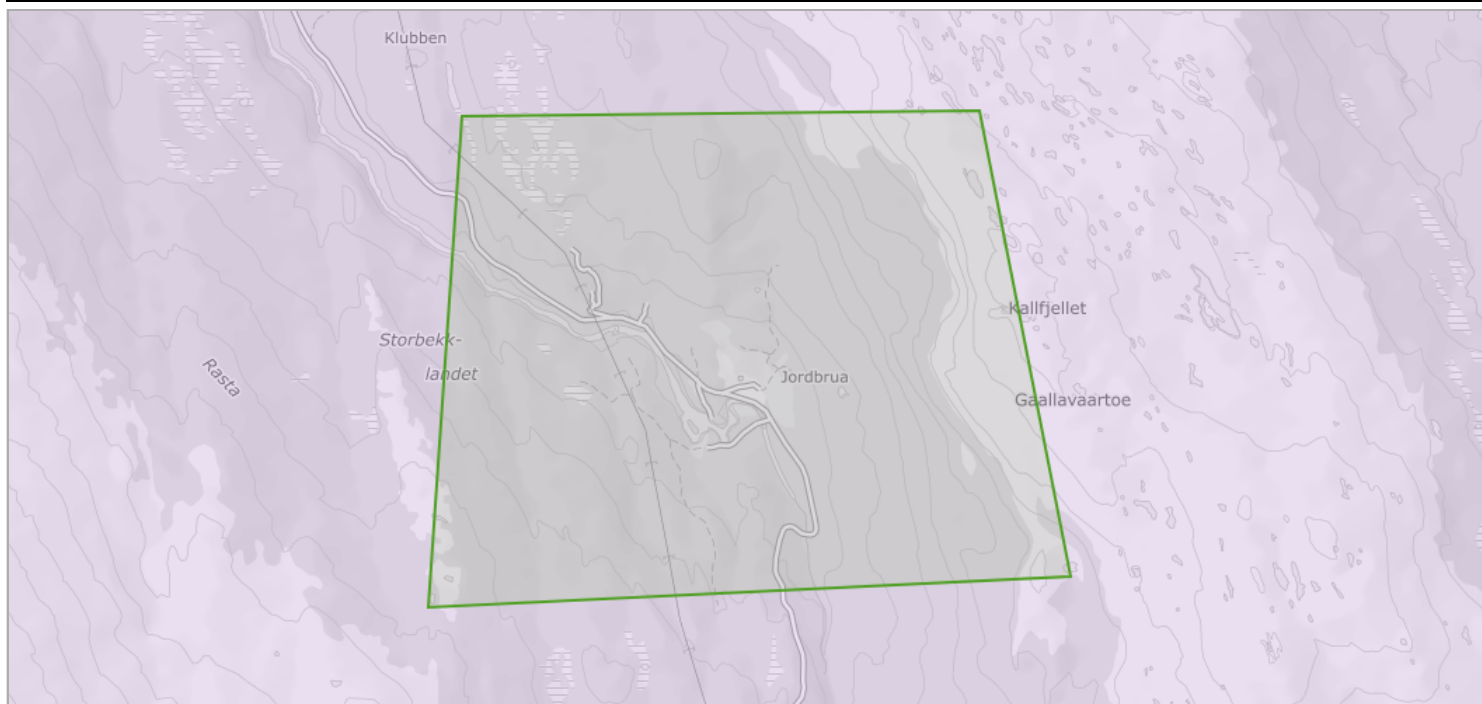 Klubben
Kallfjellet
Storbekk-
landet
Rasta
Jordbrua
Gaallavaartoe